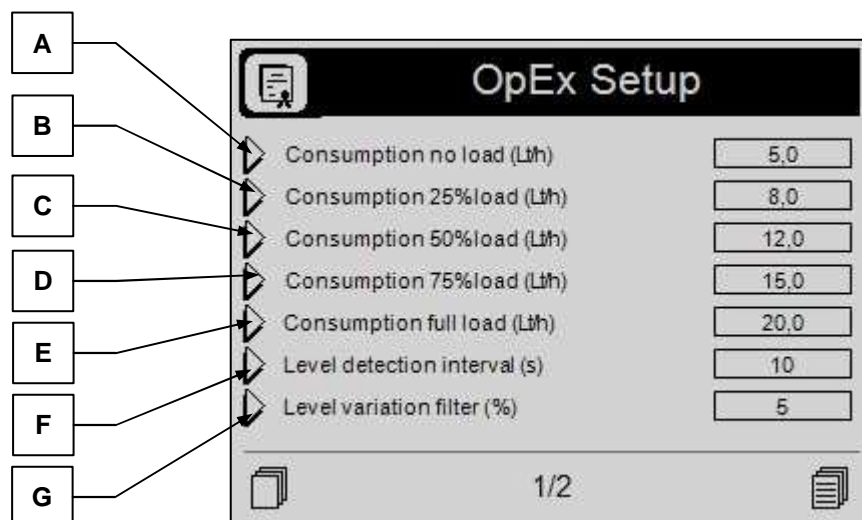 A
B
C
D
E
F
G
OpEx Setup
Consumption no load (Lt/h) 5,0
Consumption 25%load (Lt/h) 8,0
Consumption 50%load (Lt/h) 12,0
Consumption 75%load (Lt/h) 15,0
Consumption full load (Lt/h) 20,0
Level detection interval (s) 10
Level variation filter (%) 5
1/2